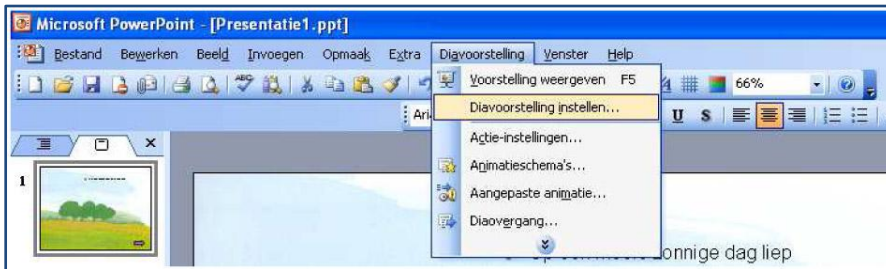 Microsoft PowerPoint - [Presentatie1.ppt]
Bestand Bewerken Beeld Invoegen Opmaak Extra Diavoorstelling Venster Help
66%
Voorstelling weergeven F5
Diavoorstelling instellen...
Ari
U S
Actie-instellingen...
Animatieschema's...
1
Aangepaste animatie...
Diaovergang...
zonnige dag liep